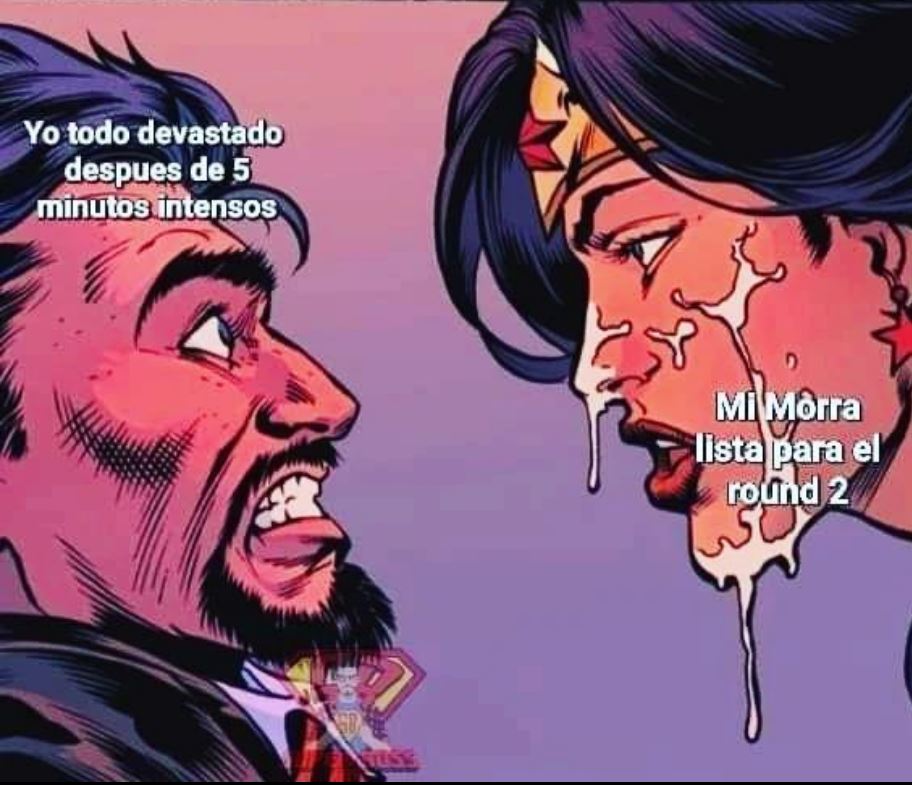 Yo todo devastado
despues de 5
minutos intensos
Mi Morra
lista para el
round 2